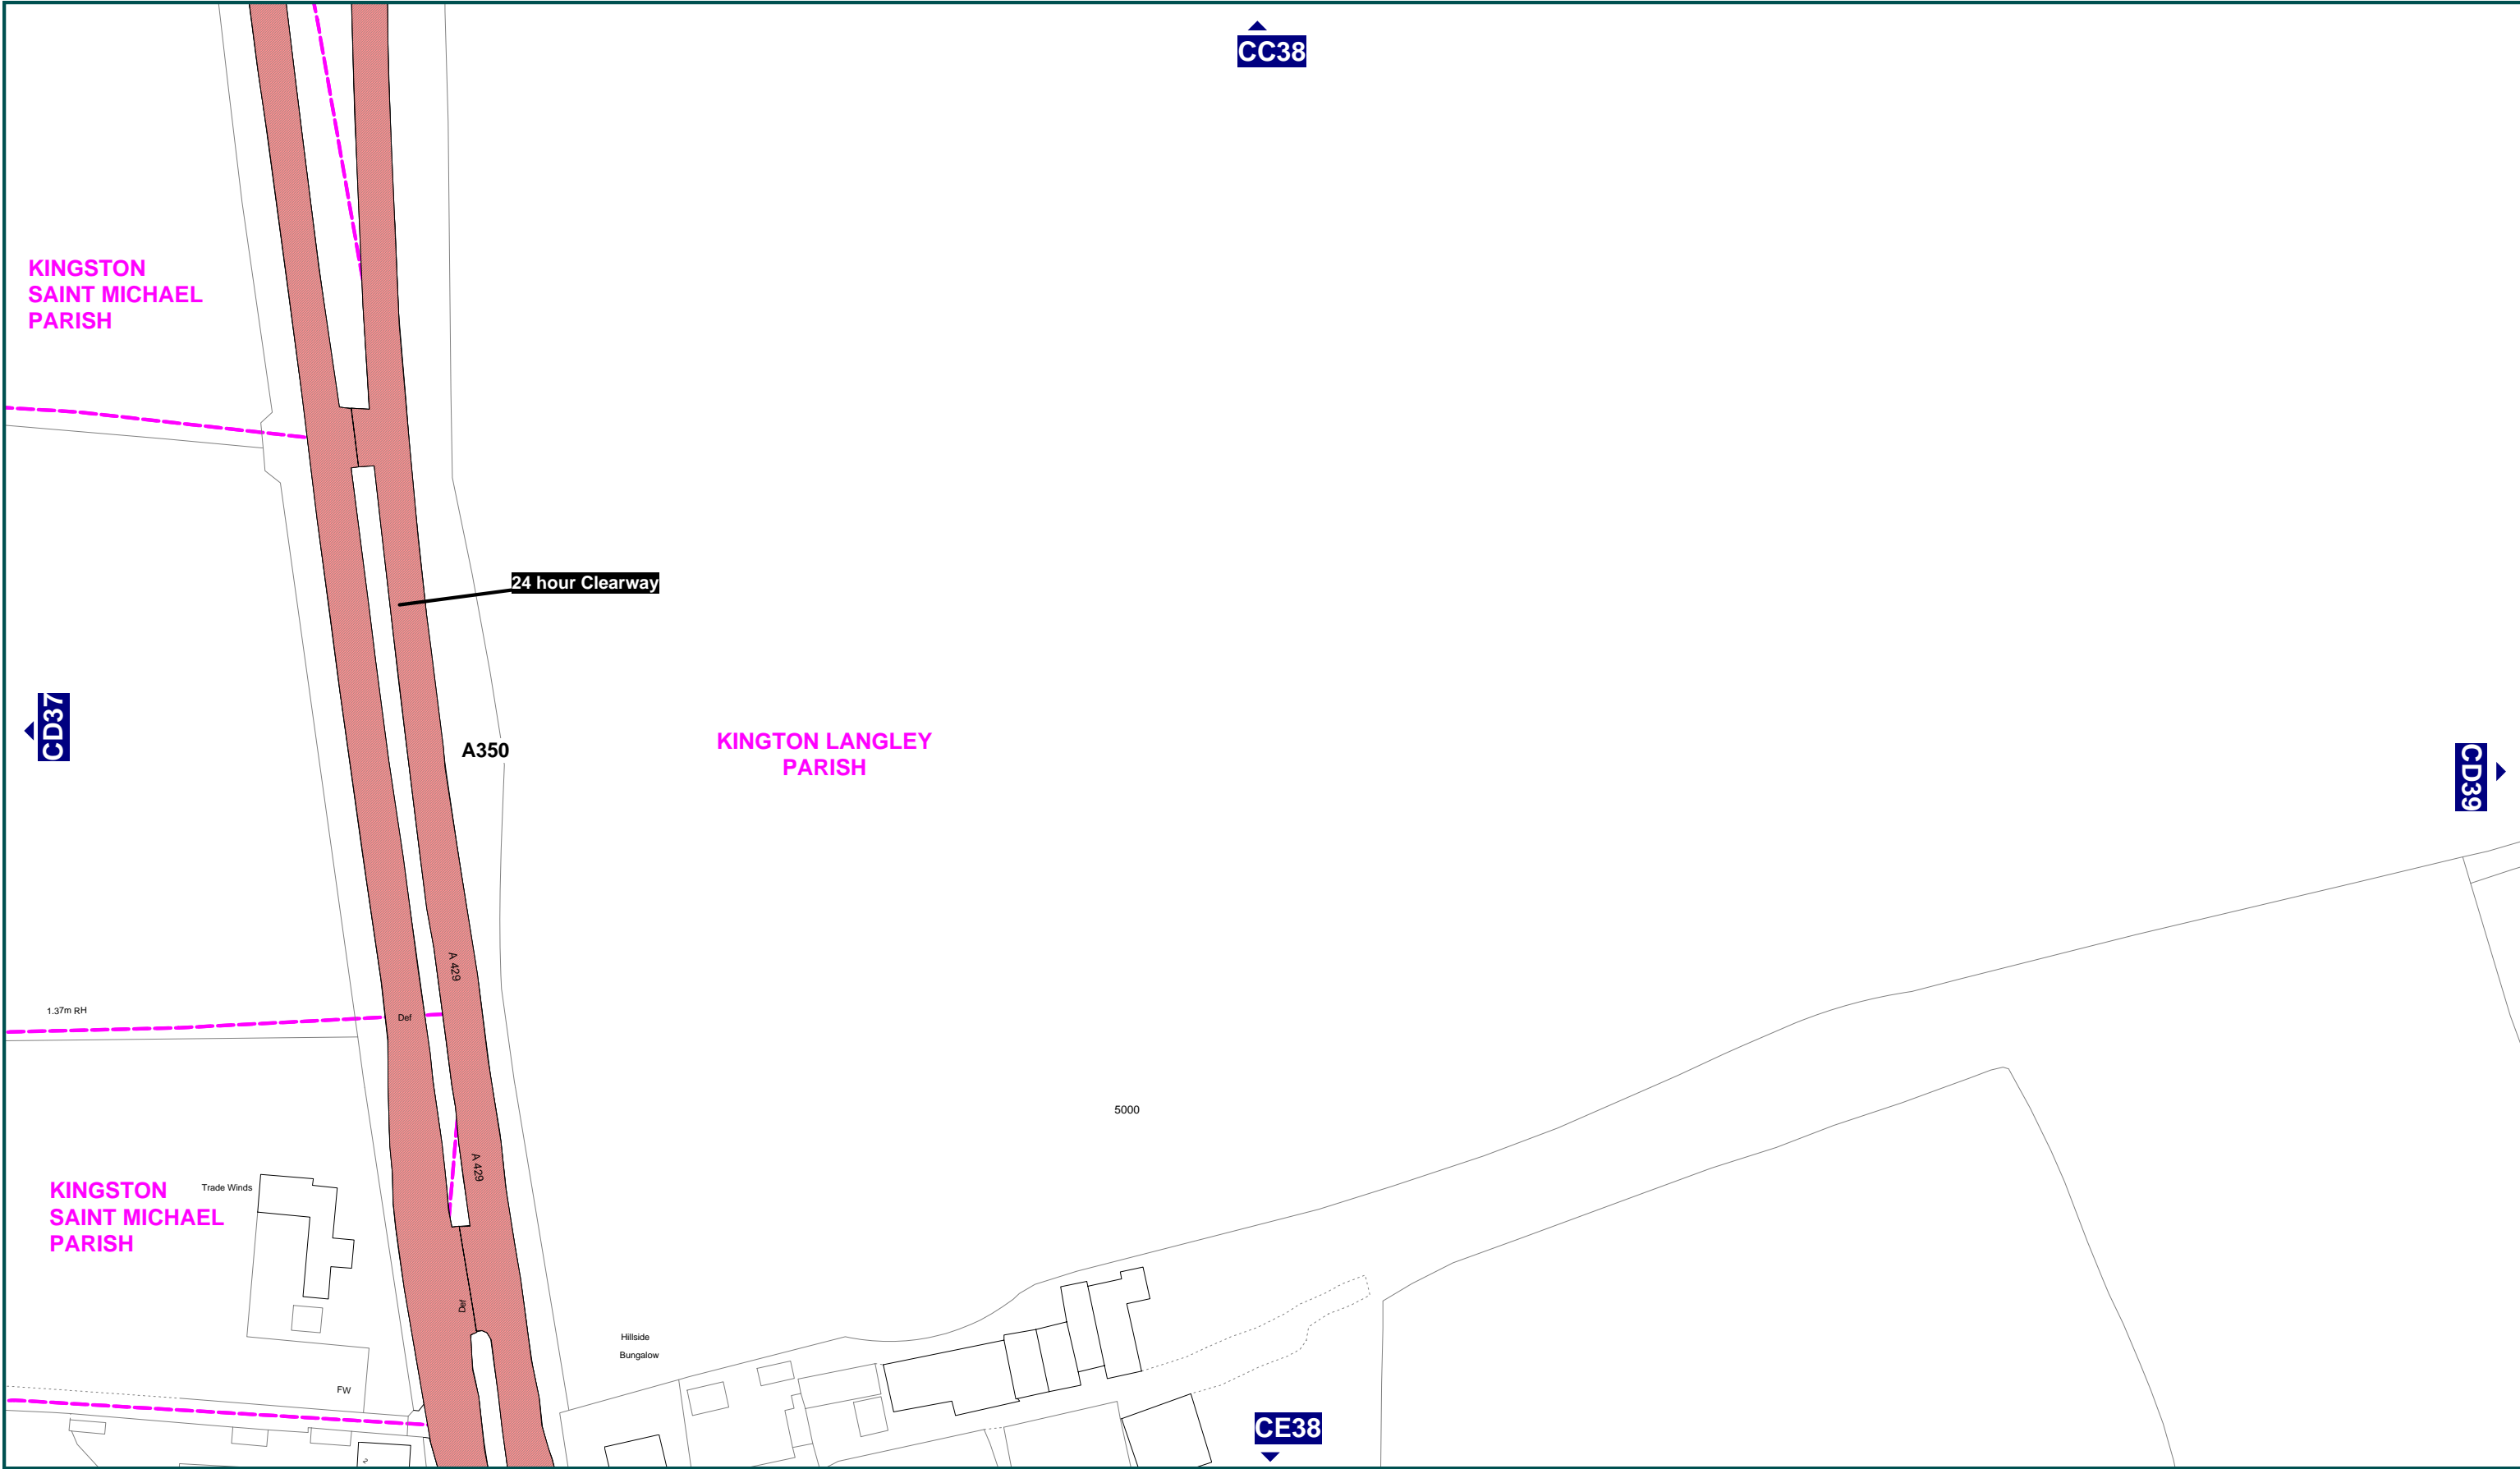 CC38
KINGSTON
SAINT MICHAEL
PARISH
24 hour Clearway
CD37
A350
KINGTON LANGLEY
PARISH
CD39
A 429
1.37m RH
Def
5000
A 429
KINGSTON
SAINT MICHAEL
PARISH
Trade Winds
Def
Hillside
Bungalow
FW
CE38
2